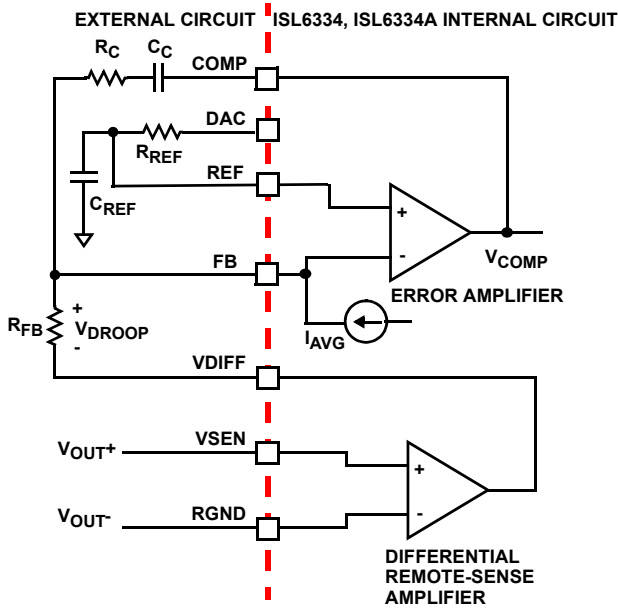 EXTERNAL CIRCUIT
ISL6334, ISL6334A INTERNAL CIRCUIT
RC
CC
COMP
DAC
RREF
REF
CREF
+
-
VCOMP
FB
ERROR AMPLIFIER
RFB
+
VDROOP
-
IAVG
VDIFF
VOUT+
VSEN
+
VOUT-
RGND
-
DIFFERENTIAL
REMOTE-SENSE
AMPLIFIER